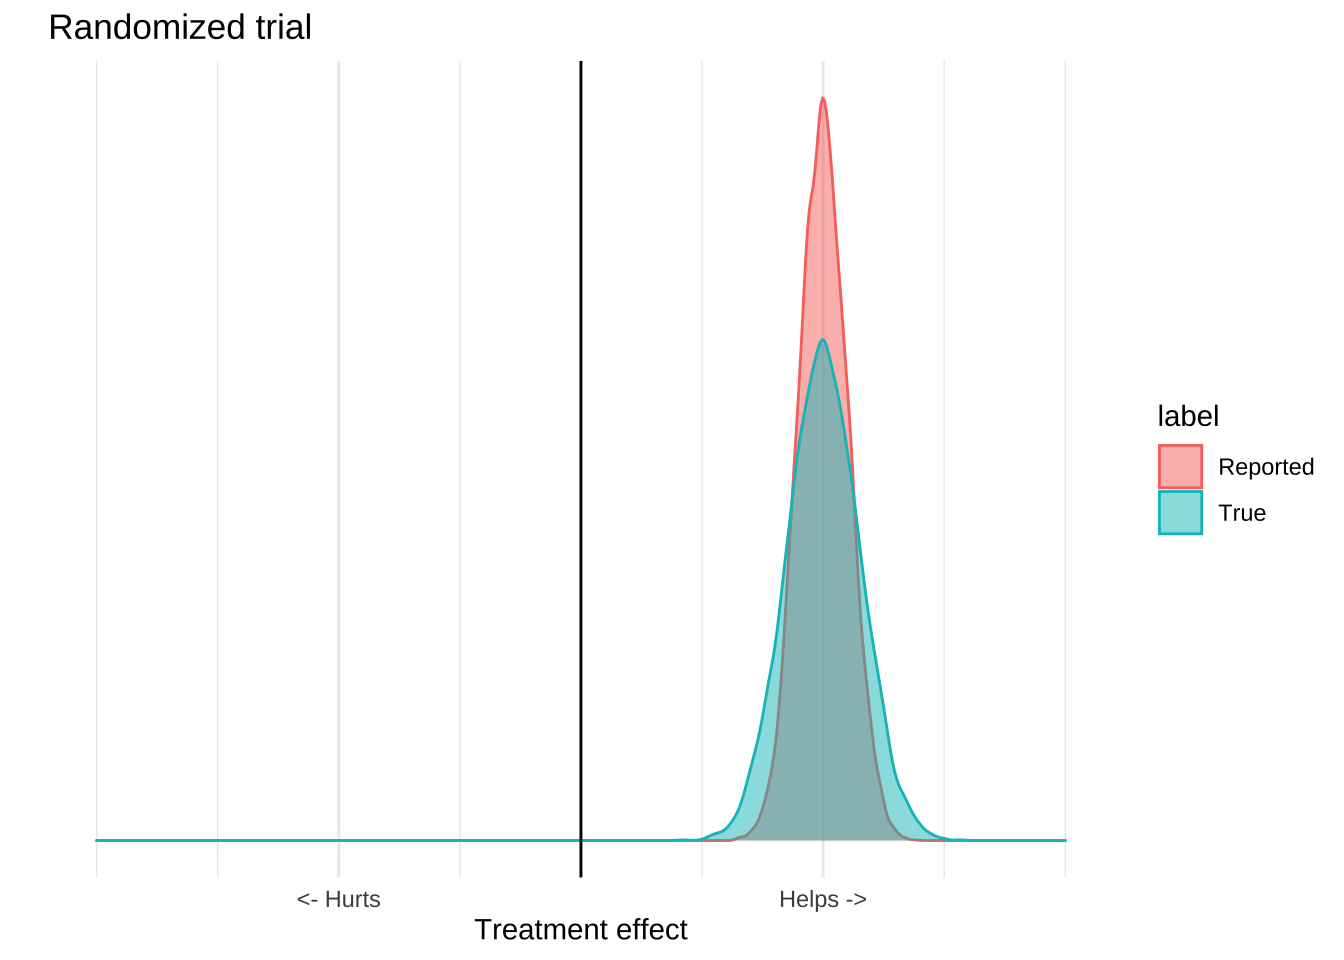 Randomized trial
label
Reported
True
<- Hurts
Helps ->
Treatment effect